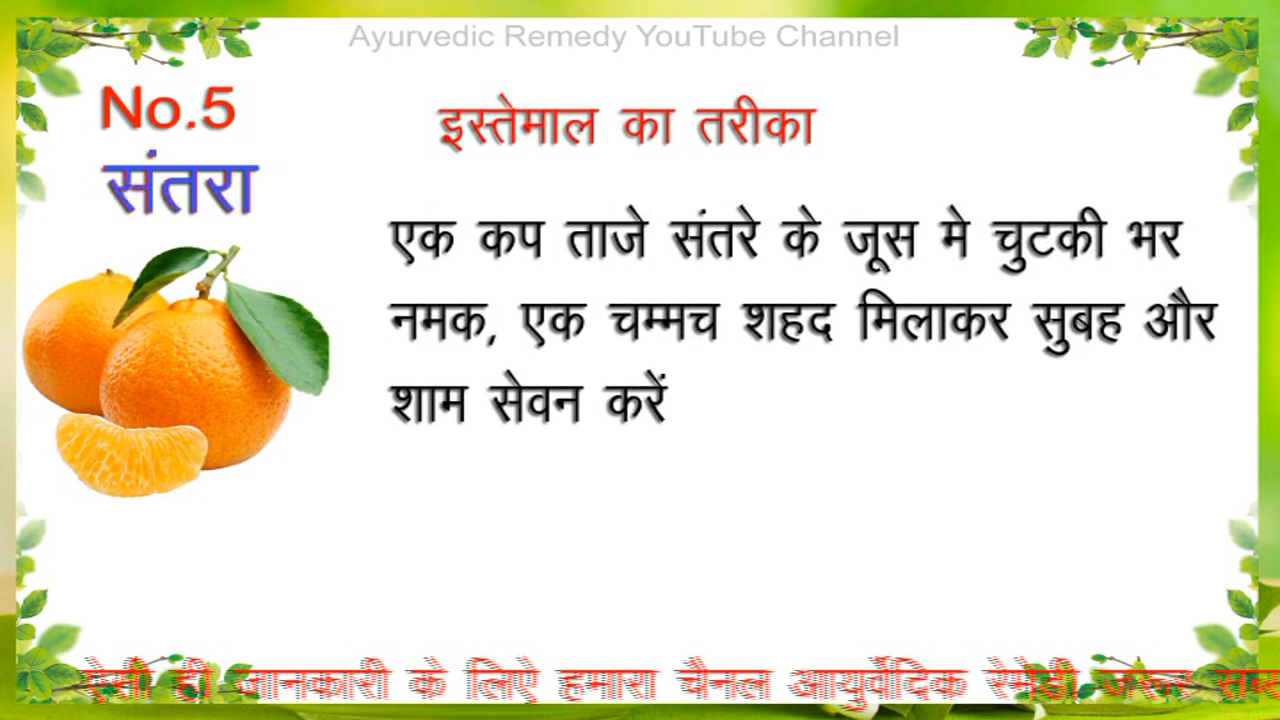 Ayurvedic Remedy YouTube Channel
No.5
संतरा
इस्तेमाल का तरीका
एक कप ताजे संतरे के जूस मे चुटकी भर
नमक, एक चम्मच शहद मिलाकर सुबह और
शाम सेवन करें
ऐसी ही जानकारी के लिऐ हमारा चैनल आयुर्वेदिक रेमेडी जरूर